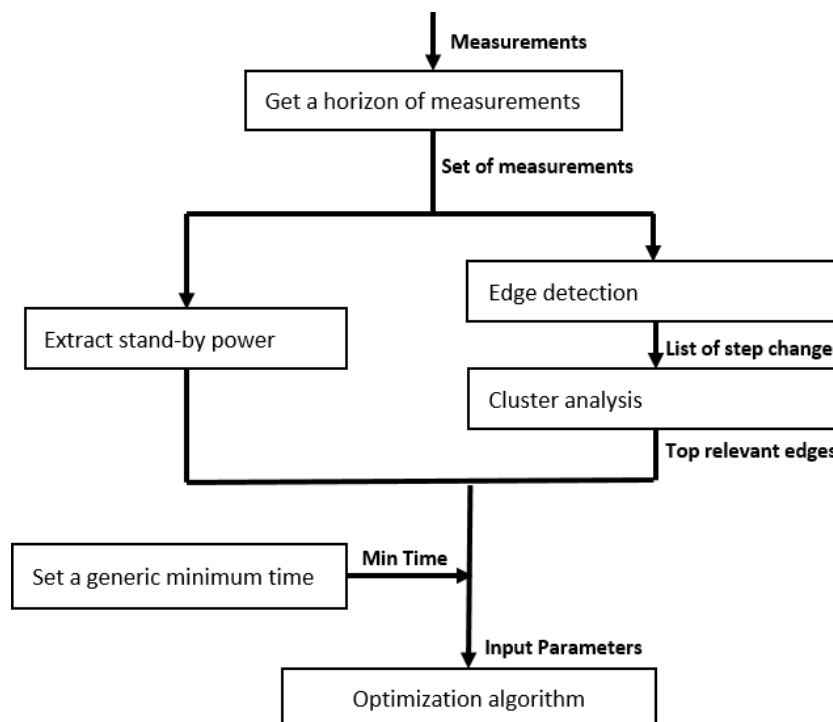 Measurements
Get a horizon of measurements
Set of measurements
Edge detection
Extract stand-by power
List of step change
Cluster analysis
Top relevant edges
Min Time
Set a generic minimum time
Input Parameters
Optimization algorithm